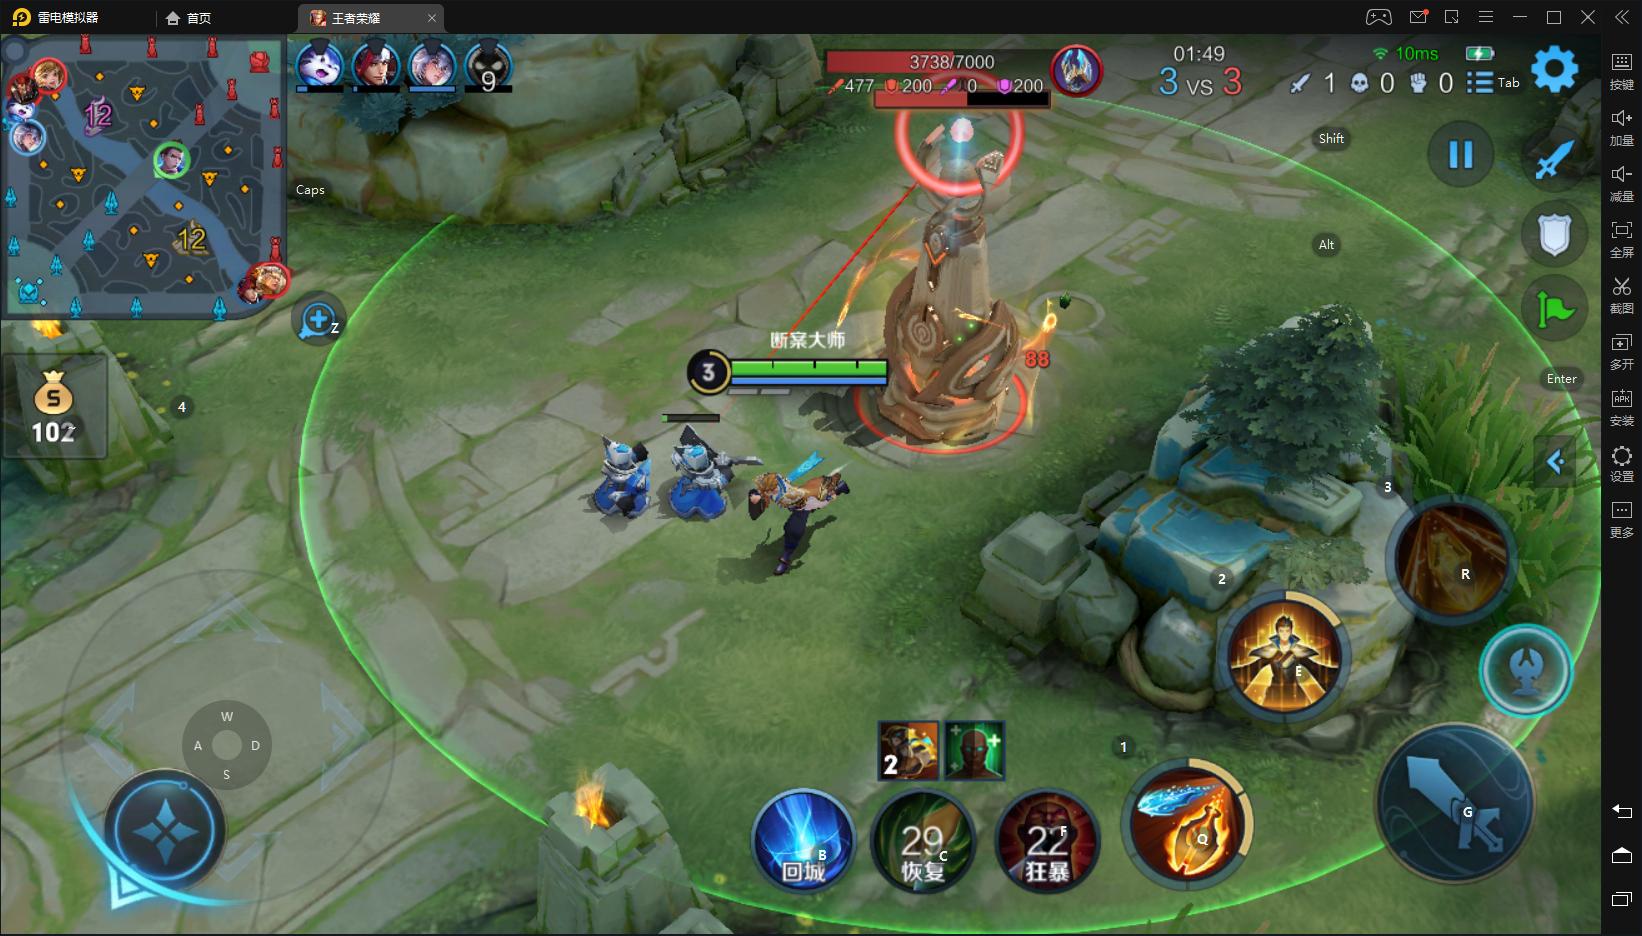 雷电模拟器
首页
王者荣耀
9
3738/7000
477 200 0 200
01:49
3 VS 3
1 0 0
10ms
Tab
按键
加量
减量
全屏
截图
多开
安装
设置
更多
12
12
Caps
Shift
Alt
Z
断案大师
3
88
102
4
Enter
3
R
2
E
W
A
D
S
2
1
B
回城
29
C
恢复
22
F
狂暴
Q
G